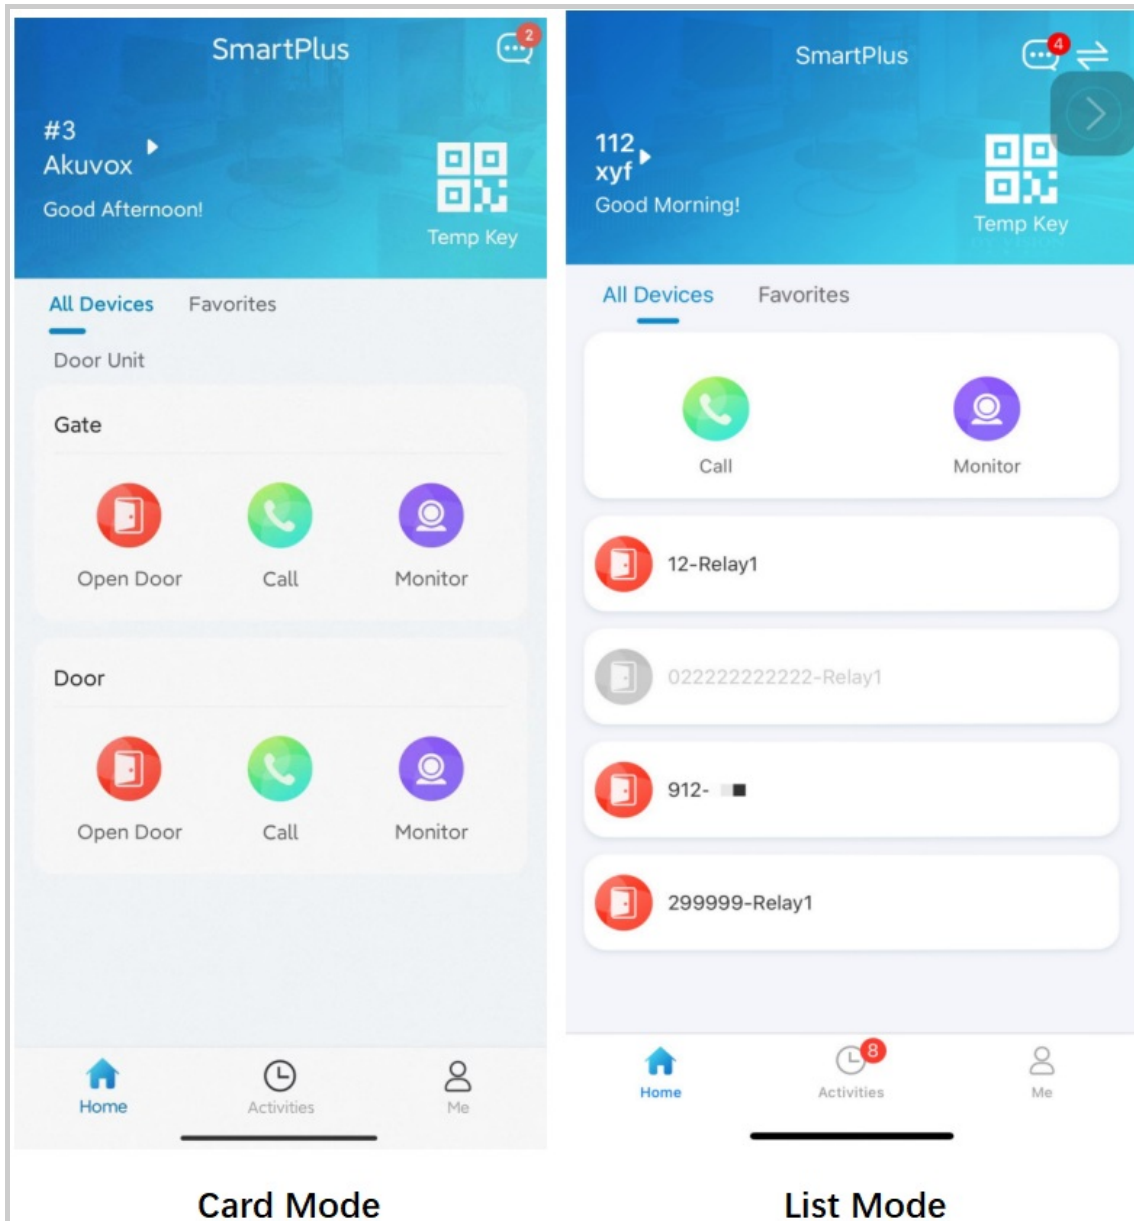 SmartPlus
2
#3
Akuvox
Good Afternoon!
Temp Key
All Devices Favorites
Door Unit
Gate
Open Door Call Monitor
Door
Open Door Call Monitor
Home Activities Me
Card Mode
SmartPlus
4
112
xyf
Good Morning!
Temp Key
All Devices Favorites
Call Monitor
12-Relay1
022222222222-Relay1
912-
299999-Relay1
8
Home Activities Me
List Mode